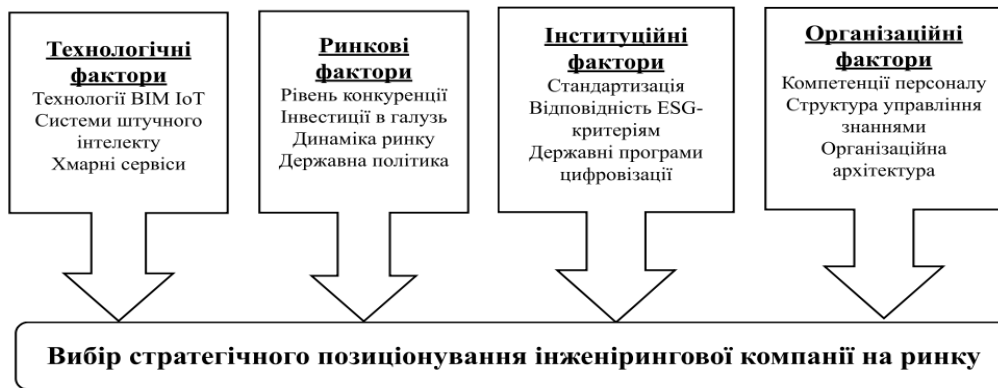 Технологічні
фактори
Технології BIM IoT
Системи штучного
інтелекту
Хмарні сервіси
Ринкові
фактори
Рівень конкуренції
Інвестиції в галузь
Динаміка ринку
Державна політика
Інституційні
фактори
Стандартизація
Відповідність ESG-
критеріям
Державні програми
цифровізації
Організаційні
фактори
Компетенції персоналу
Структура управління
знаннями
Організаційна
архітектура
Вибір стратегічного позиціонування інженірингової компанії на ринку